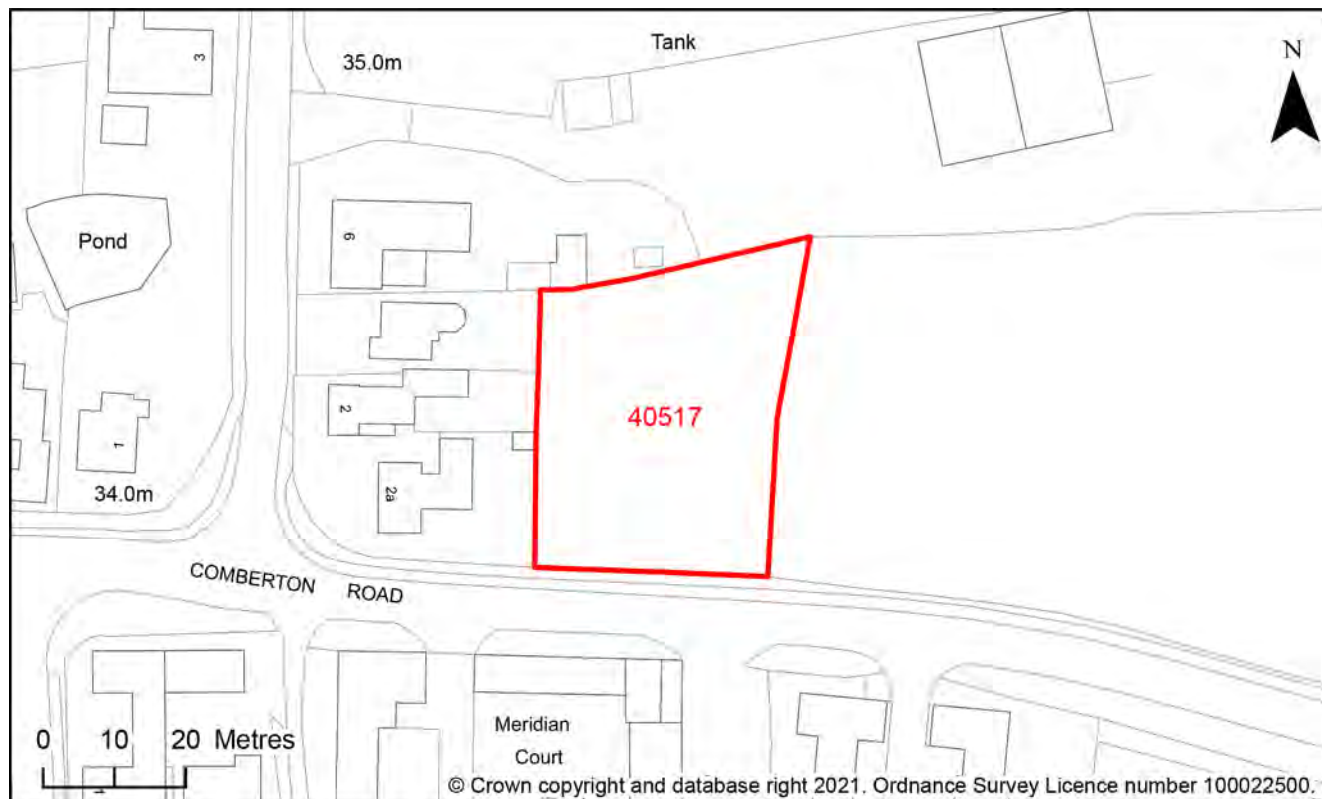 Tank
N
3
35.0m
6
Pond
40517
2
1
2a
34.0m
COMBERTON ROAD
Meridian
Court
0 10 20 Metres
© Crown copyright and database right 2021. Ordnance Survey Licence number 100022500.